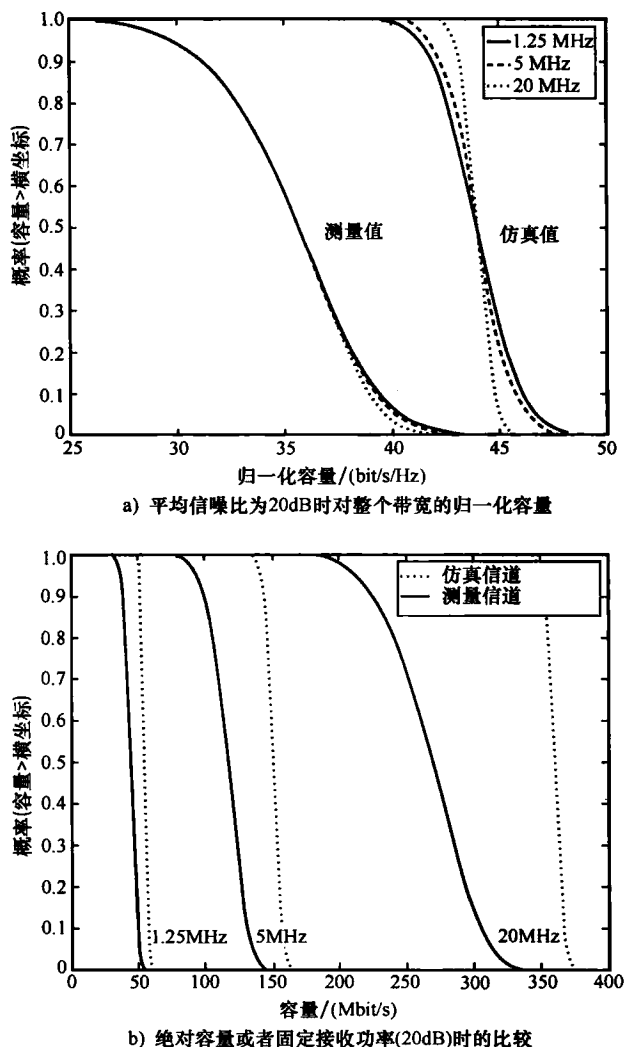 概率(容量>横坐标)
1.0
0.9
0.8
0.7
0.6
0.5
0.4
0.3
0.2
0.1
0
1.25 MHz
5 MHz
20 MHz
测量值
仿真值
25
30
35
40
45
50
归一化容量/(bit/s/Hz)
a) 平均信噪比为20dB时对整个带宽的归一化容量
概率(容量>横坐标)
1.0
0.9
0.8
0.7
0.6
0.5
0.4
0.3
0.2
0.1
0
仿真信道
测量信道
1.25MHz
5MHz
20MHz
0
50
100
150
200
250
300
350
400
容量/(Mbit/s)
b) 绝对容量或者固定接收功率(20dB)时的比较